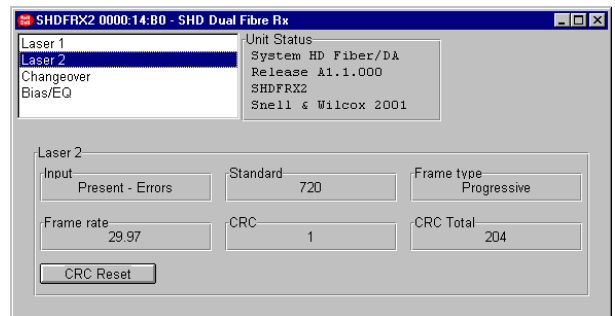 SHDFRX2 0000:14:B0 - SHD Dual Fibre Rx
Laser 1
Laser 2
Changeover
Bias/EQ
Unit Status
System HD Fiber/DA
Release A1.1.000
SHDFRX2
Snell & Wilcox 2001
Laser 2
Input
Present - Errors
Standard
720
Frame type
Progressive
Frame rate
29.97
CRC
1
CRC Total
204
CRC Reset